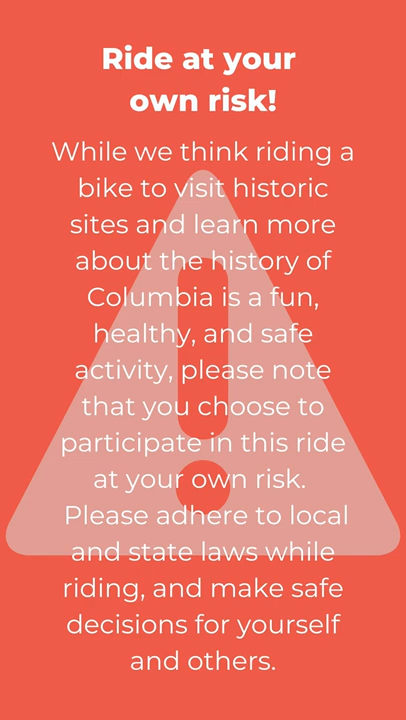 Ride at your
own risk!
While we think riding a
bike to visit historic
sites and learn more
about the history of
Columbia is a fun,
healthy, and safe
activity, please note
that you choose to
participate in this ride
at your own risk.
Please adhere to local
and state laws while
riding, and make safe
decisions for yourself
and others.